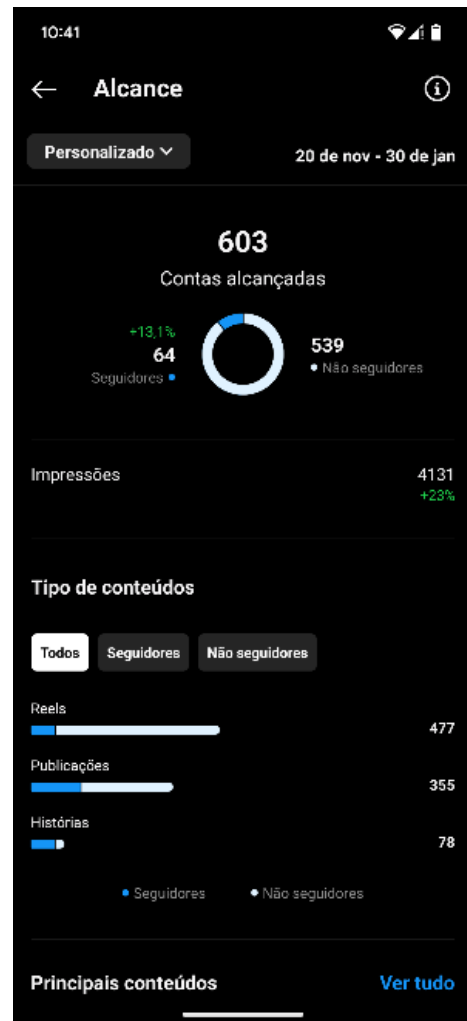 10:41
Alcance
Personalizado
20 de nov - 30 de jan
603
Contas alcançadas
+13,1%
64
Seguidores
539
Não seguidores
Impressões
4131
+23%
Tipo de conteúdos
Todos
Seguidores
Não seguidores
Reels
477
Publicações
355
Histórias
78
Seguidores
Não seguidores
Principais conteúdos
Ver tudo